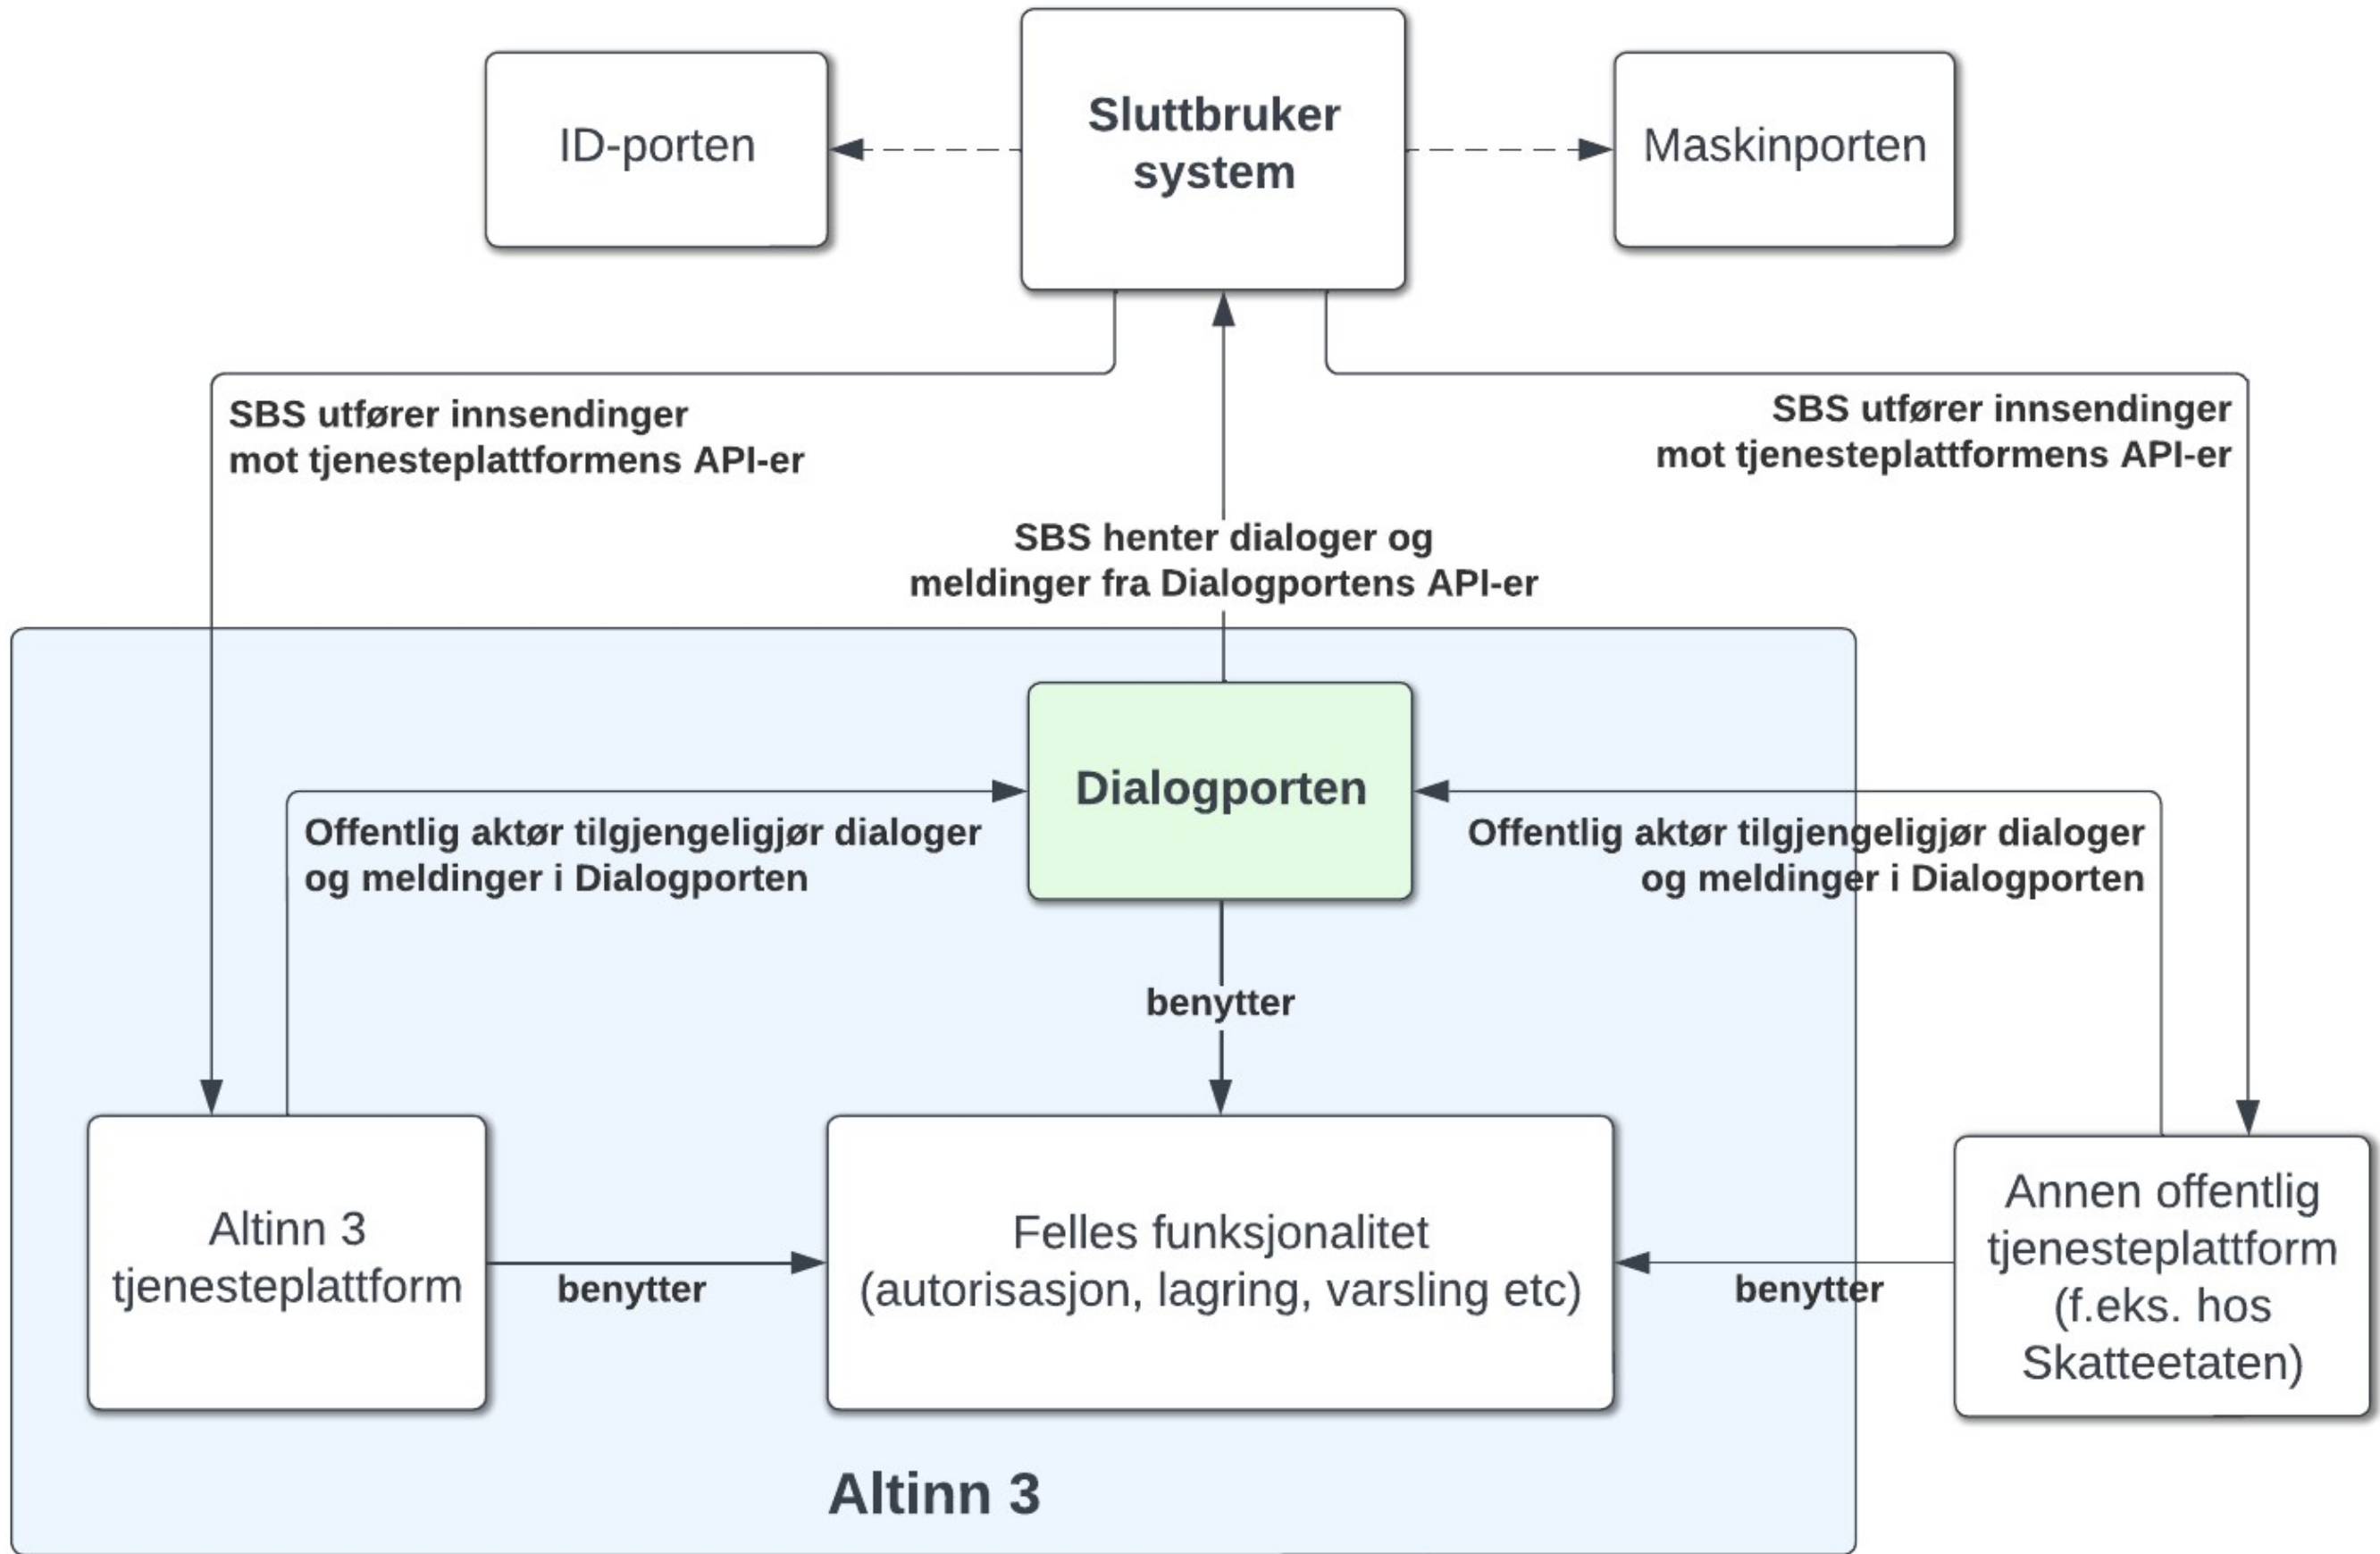 ID-porten
Sluttbruker
system
Maskinporten
SBS utfører innsendinger
mot tjenesteplattformens API-er
SBS utfører innsendinger
mot tjenesteplattformens API-er
SBS henter dialoger og
meldinger fra Dialogportens API-er
Dialogporten
Offentlig aktør tilgjengeligjør dialoger
og meldinger i Dialogporten
Offentlig aktør tilgjengeligjør dialoger
og meldinger i Dialogporten
benytter
Altinn 3
tjenesteplattform
benytter
Felles funksjonalitet
(autorisasjon, lagring, varsling etc)
benytter
Annen offentlig
tjenesteplattform
(f.eks. hos
Skatteetaten)
Altinn 3